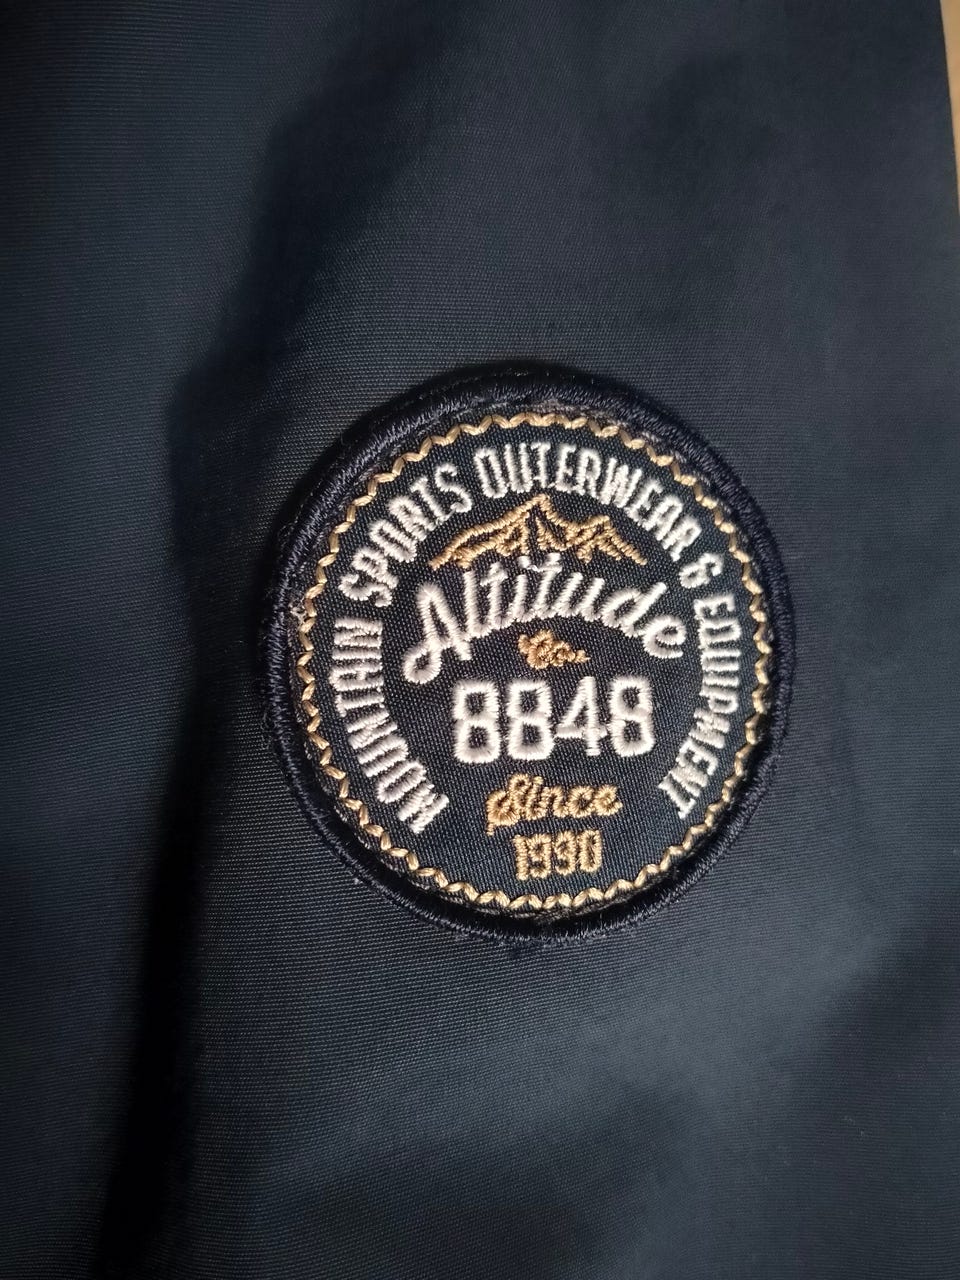 MOUNTAIN SPORTS OUTERWEAR & EQUIPMENT
Altitude
Co.
8848
Since
1990